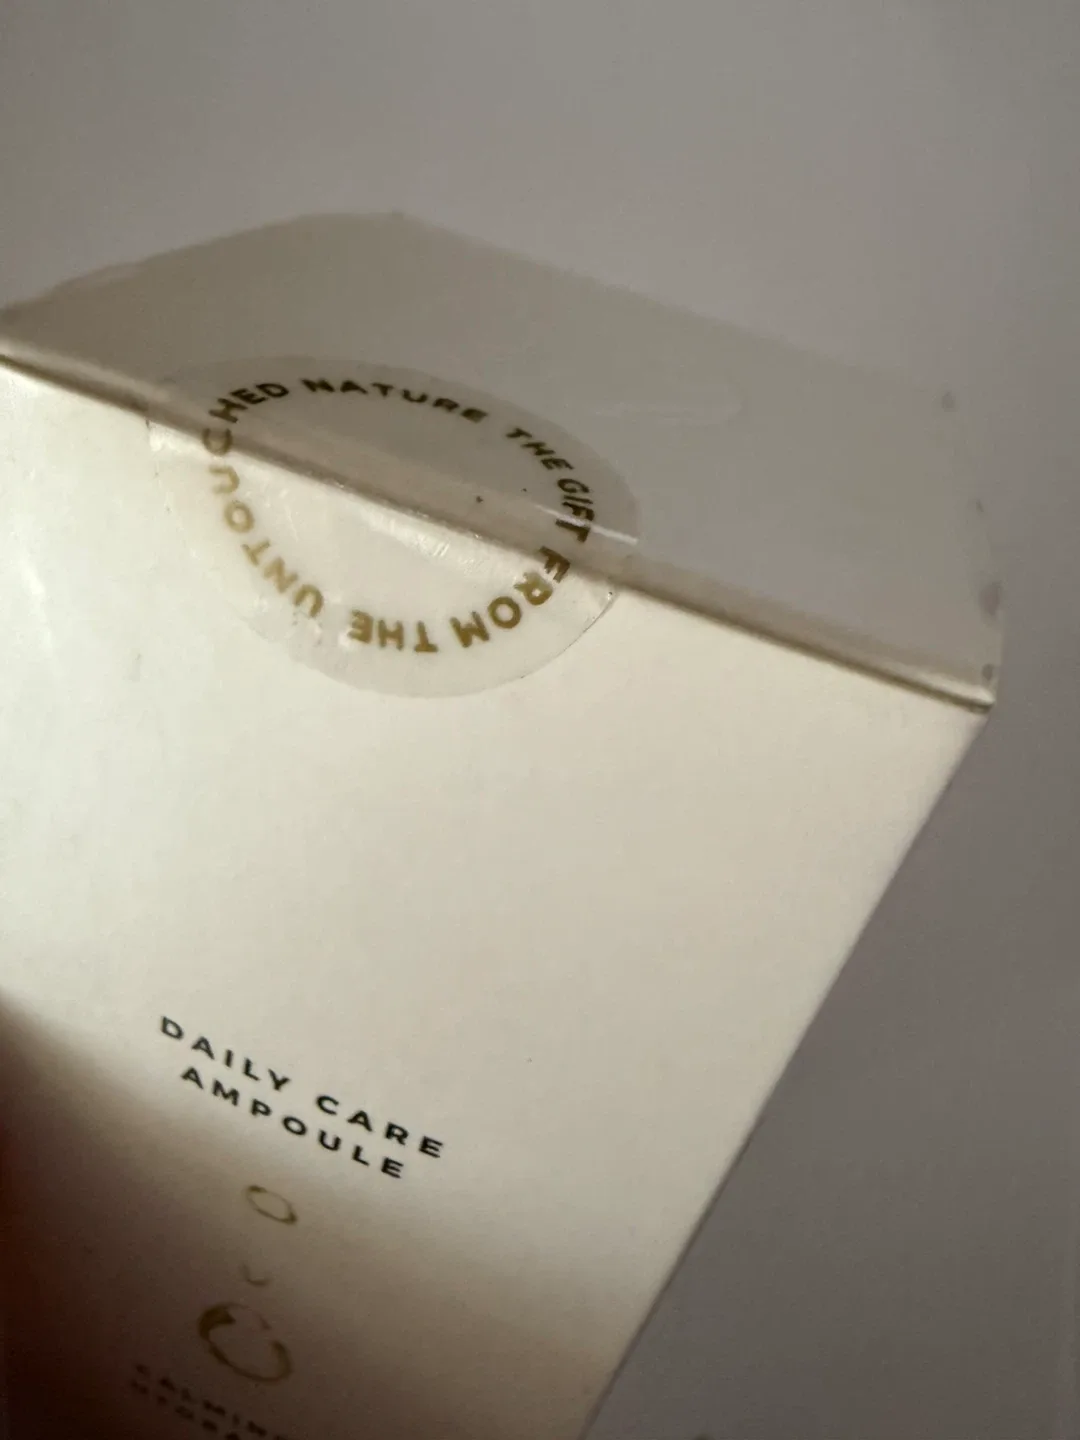 THE GIFT FROM THE UNTOUCHED NATURE
DAILY CARE
AMPOULE